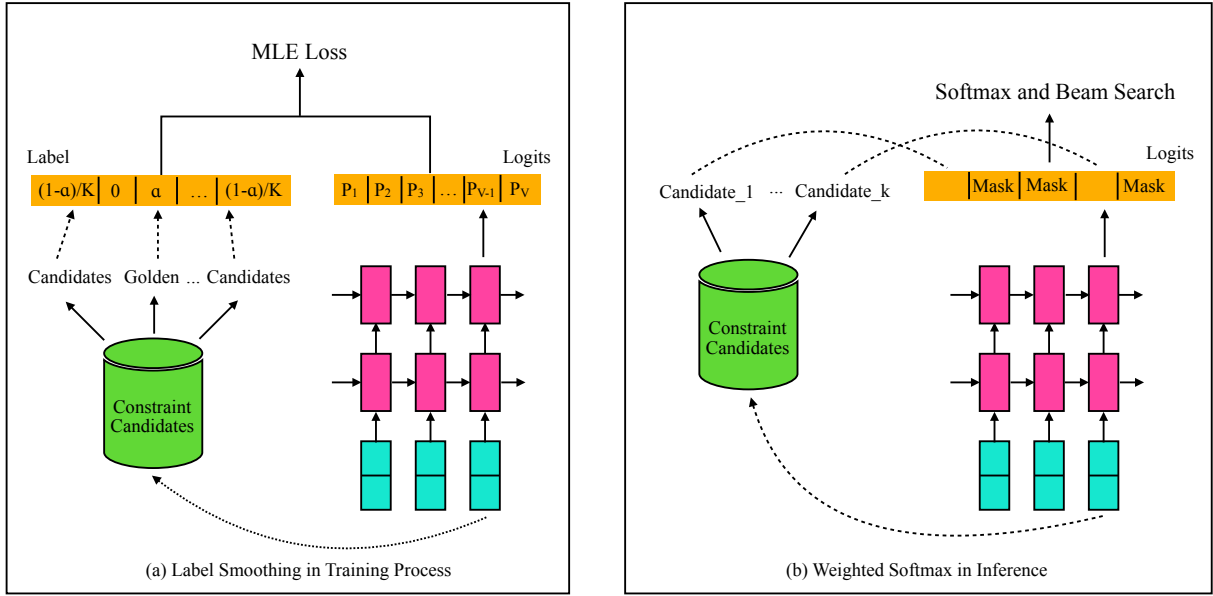 MLE Loss
Label
Logits
(1-α)/K 0 α ... (1-α)/K
P1 P2 P3 ... PV-1 PV
Candidates Golden ... Candidates
Constraint
Candidates
(a) Label Smoothing in Training Process
Softmax and Beam Search
Logits
Mask Mask Mask
Candidate_1 ... Candidate_k
Constraint
Candidates
(b) Weighted Softmax in Inference